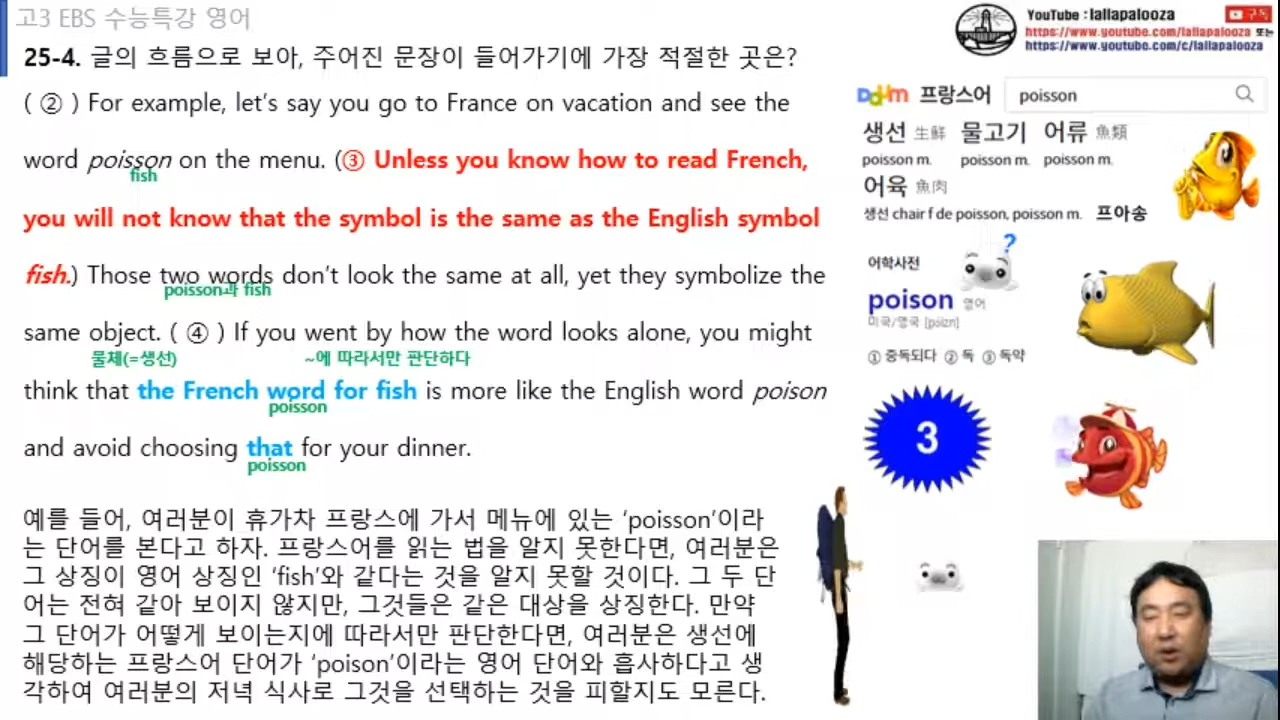 고3 EBS 수능특강 영어
YouTube : lallapalooza
구독
https://www.youtube.com/lallapalooza 또는
https://www.youtube.com/c/lallapalooza
25-4. 글의 흐름으로 보아, 주어진 문장이 들어가기에 가장 적절한 곳은?
( ② ) For example, let's say you go to France on vacation and see the
word poisson on the menu. (③ Unless you know how to read French,
fish
you will not know that the symbol is the same as the English symbol
fish.) Those two words don't look the same at all, yet they symbolize the
poisson과 fish
same object. ( ④ ) If you went by how the word looks alone, you might
물체(=생선)
~에 따라서만 판단하다
think that the French word for fish is more like the English word poison
poisson
and avoid choosing that for your dinner.
poisson
예를 들어, 여러분이 휴가차 프랑스에 가서 메뉴에 있는 ‘poisson’이라
는 단어를 본다고 하자. 프랑스어를 읽는 법을 알지 못한다면, 여러분은
그 상징이 영어 상징인 ‘fish’와 같다는 것을 알지 못할 것이다. 그 두 단
어는 전혀 같아 보이지 않지만, 그것들은 같은 대상을 상징한다. 만약
그 단어가 어떻게 보이는지에 따라서만 판단한다면, 여러분은 생선에
해당하는 프랑스어 단어가 ‘poison’이라는 영어 단어와 흡사하다고 생
각하여 여러분의 저녁 식사로 그것을 선택하는 것을 피할지도 모른다.
Daum 프랑스어 poisson
생선 生鮮 물고기 어류 魚類
poisson m. poisson m. poisson m.
어육 魚肉
생선 chair f de poisson, poisson m. 프아송
?
어학사전
poison 영어
미국/영국 [pɔizn]
① 중독되다 ② 독 ③ 독약
3